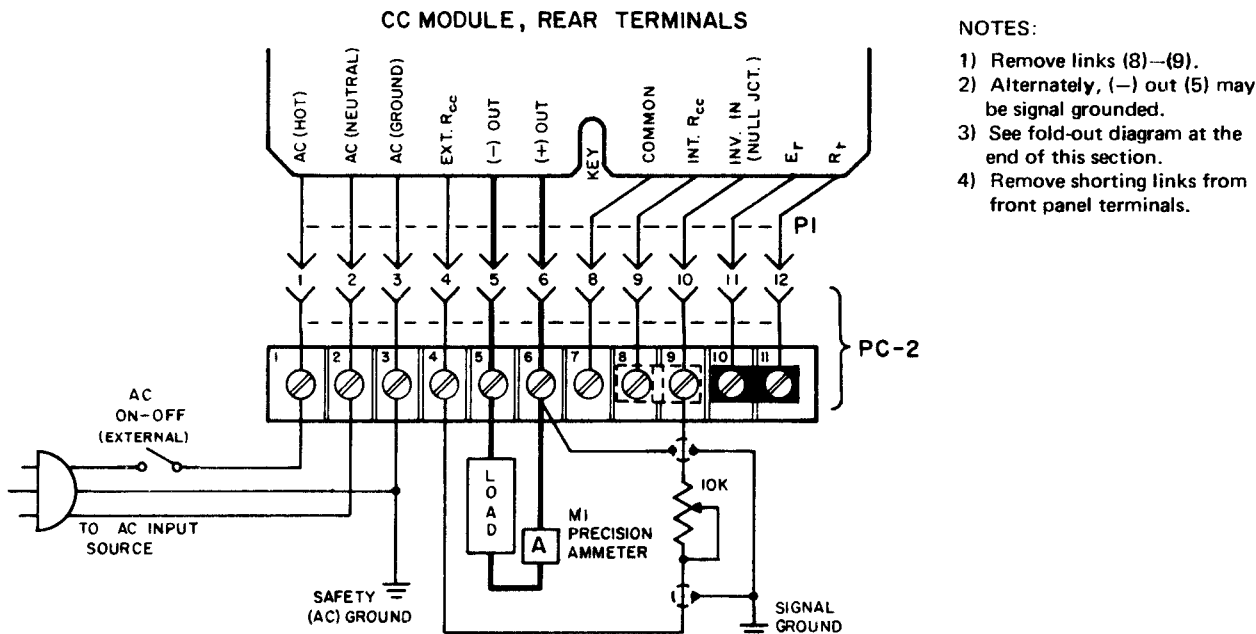 CC MODULE, REAR TERMINALS
AC (HOT)
AC (NEUTRAL)
AC (GROUND)
EXT. Rcc
(−) OUT
(+) OUT
KEY
COMMON
INT. Rcc
INV. IN
(NULL JCT.)
Er
Rr
P1
1 2 3 4 5 6 8 9 10 11 12
PC-2
1 2 3 4 5 6 7 8 9 10 11
AC
ON-OFF
(EXTERNAL)
TO AC INPUT
SOURCE
SAFETY
(AC) GROUND
LOAD
A
M1
PRECISION
AMMETER
10K
SIGNAL
GROUND
NOTES:
1) Remove links (8)—(9).
2) Alternately, (−) out (5) may
be signal grounded.
3) See fold-out diagram at the
end of this section.
4) Remove shorting links from
front panel terminals.